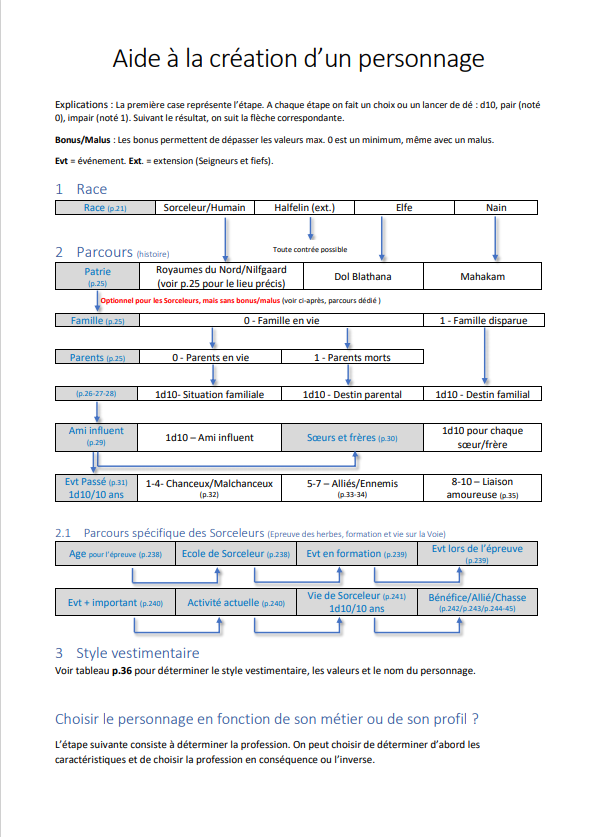 Aide à la création d’un personnage
Explications : La première case représente l’étape. A chaque étape on fait un choix ou un lancer de dé : d10, pair (noté
0), impair (noté 1). Suivant le résultat, on suit la flèche correspondante.
Bonus/Malus : Les bonus permettent de dépasser les valeurs max. 0 est un minimum, même avec un malus.
Evt = événement. Ext. = extension (Seigneurs et fiefs).
1 Race
Race (p.21) Sorceleur/Humain Halfelin (ext.) Elfe Nain
Toute contrée possible
2 Parcours (histoire)
Patrie
(p.25)
Royaumes du Nord/Nilfgaard
(voir p.25 pour le lieu précis)
Dol Blathana
Mahakam
Optionnel pour les Sorceleurs, mais sans bonus/malus (voir ci-après, parcours dédié )
Famille (p.25) 0 - Famille en vie 1 - Famille disparue
Parents (p.25) 0 - Parents en vie 1 - Parents morts
(p.26-27-28) 1d10- Situation familiale 1d10 - Destin parental 1d10 - Destin familial
Ami influent
(p.29)
1d10 – Ami influent
Sœurs et frères (p.30)
1d10 pour chaque
sœur/frère
Evt Passé (p.31)
1d10/10 ans
1-4- Chanceux/Malchanceux
(p.32)
5-7 – Alliés/Ennemis
(p.33-34)
8-10 – Liaison
amoureuse (p.35)
2.1 Parcours spécifique des Sorceleurs (Epreuve des herbes, formation et vie sur la Voie)
Age pour l’épreuve (p.238) Ecole de Sorceleur (p.238) Evt en formation (p.239)
Evt lors de l’épreuve
(p.239)
Evt + important (p.240) Activité actuelle (p.240)
Vie de Sorceleur (p.241)
1d10/10 ans
Bénéfice/Allié/Chasse
(p.242/p.243/p.244-45)
3 Style vestimentaire
Voir tableau p.36 pour déterminer le style vestimentaire, les valeurs et le nom du personnage.
Choisir le personnage en fonction de son métier ou de son profil ?
L’étape suivante consiste à déterminer la profession. On peut choisir de déterminer d’abord les
caractéristiques et de choisir la profession en conséquence ou l’inverse.